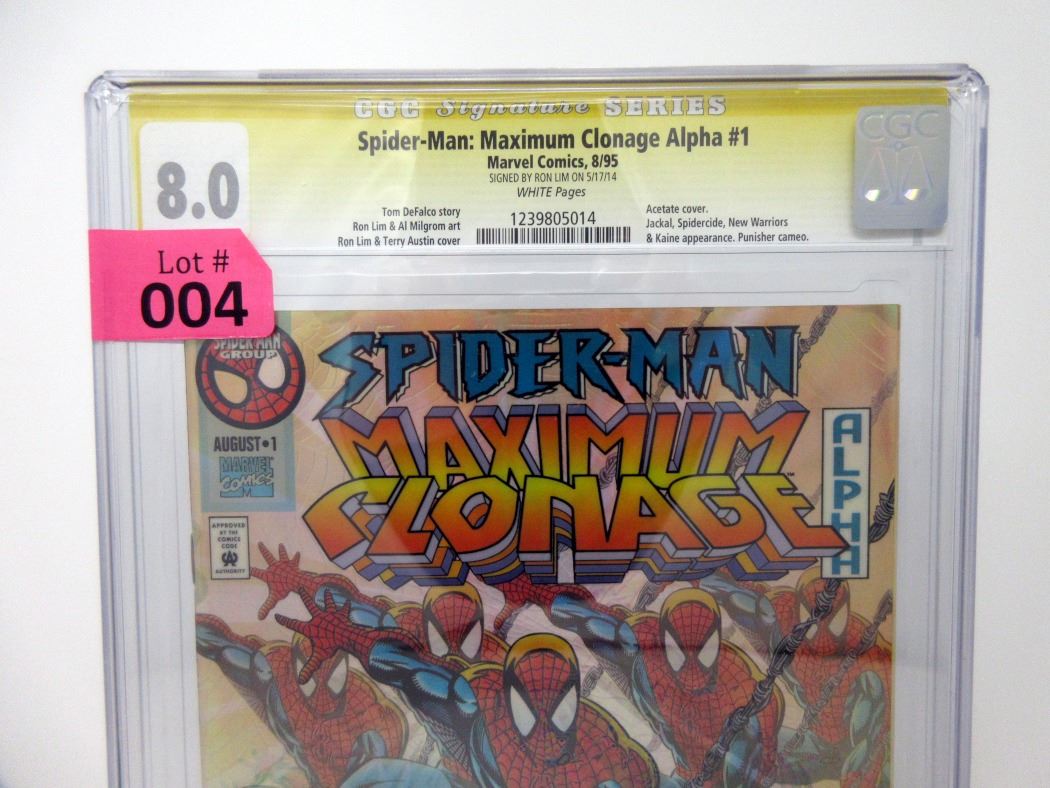 CGC Signature SERIES
Spider-Man: Maximum Clonage Alpha #1
Marvel Comics, 8/95
SIGNED BY RON LIM ON 5/17/14
WHITE Pages
8.0
CGC
Tom DeFalco story
Ron Lim & Al Milgrom art
Ron Lim & Terry Austin cover
1239805014
Acetate cover.
Jackal, Spidercide, New Warriors
& Kaine appearance. Punisher cameo.
Lot #
004
SPIDER-MAN
GROUP
AUGUST • 1
MARVEL
COMICS
M
APPROVED
BY THE
COMICS
CODE
CA
AUTHORITY
SPIDER-MAN
MAXIMUM
CLONAGE
TM
ALPHA